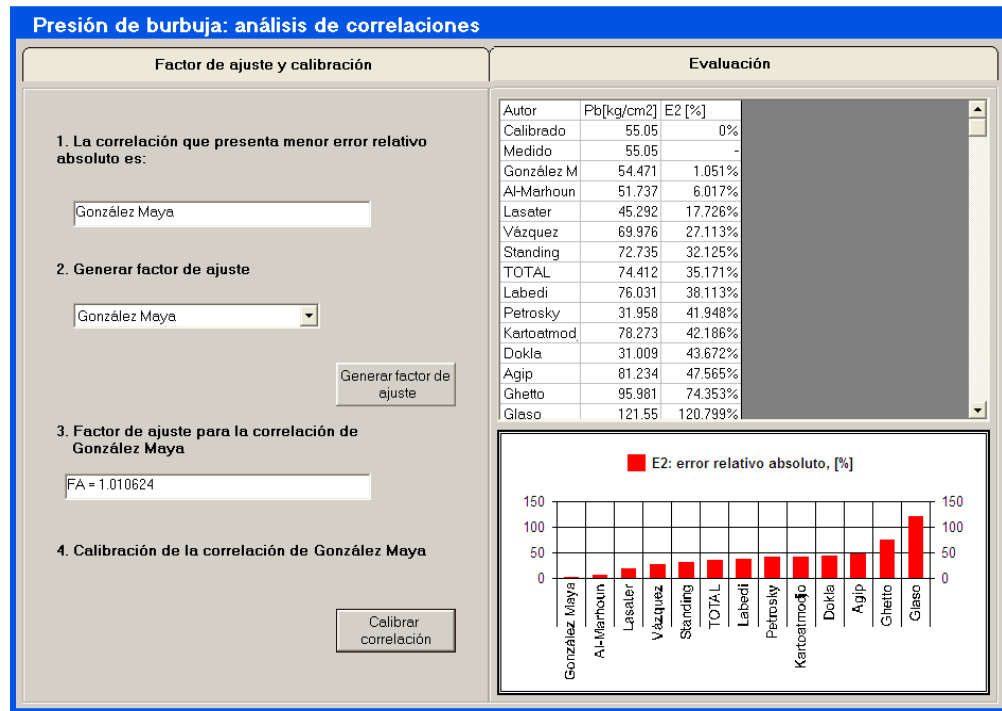 Presión de burbuja: análisis de correlaciones
Factor de ajuste y calibración
Evaluación
1. La correlación que presenta menor error relativo
absoluto es:
González Maya
2. Generar factor de ajuste
González Maya
Generar factor de
ajuste
3. Factor de ajuste para la correlación de
González Maya
FA = 1.010624
4. Calibración de la correlación de González Maya
Calibrar
correlación
Autor Pb[kg/cm2] E2 [%]
Calibrado 55.05 0%
Medido 55.05 -
González M 54.471 1.051%
Al-Marhoun 51.737 6.017%
Lasater 45.292 17.726%
Vázquez 69.976 27.113%
Standing 72.735 32.125%
TOTAL 74.412 35.171%
Labedi 76.031 38.113%
Petrosky 31.958 41.948%
Kartoatmod 78.273 42.186%
Dokla 31.009 43.672%
Agip 81.234 47.565%
Ghetto 95.981 74.353%
Glaso 121.55 120.799%
E2: error relativo absoluto, [%]
150 150
100 100
50 50
0 0
González Maya
Al-Marhoun
Lasater
Vázquez
Standing
TOTAL
Labedi
Petrosky
Kartoatmodjo
Dokla
Agip
Ghetto
Glaso